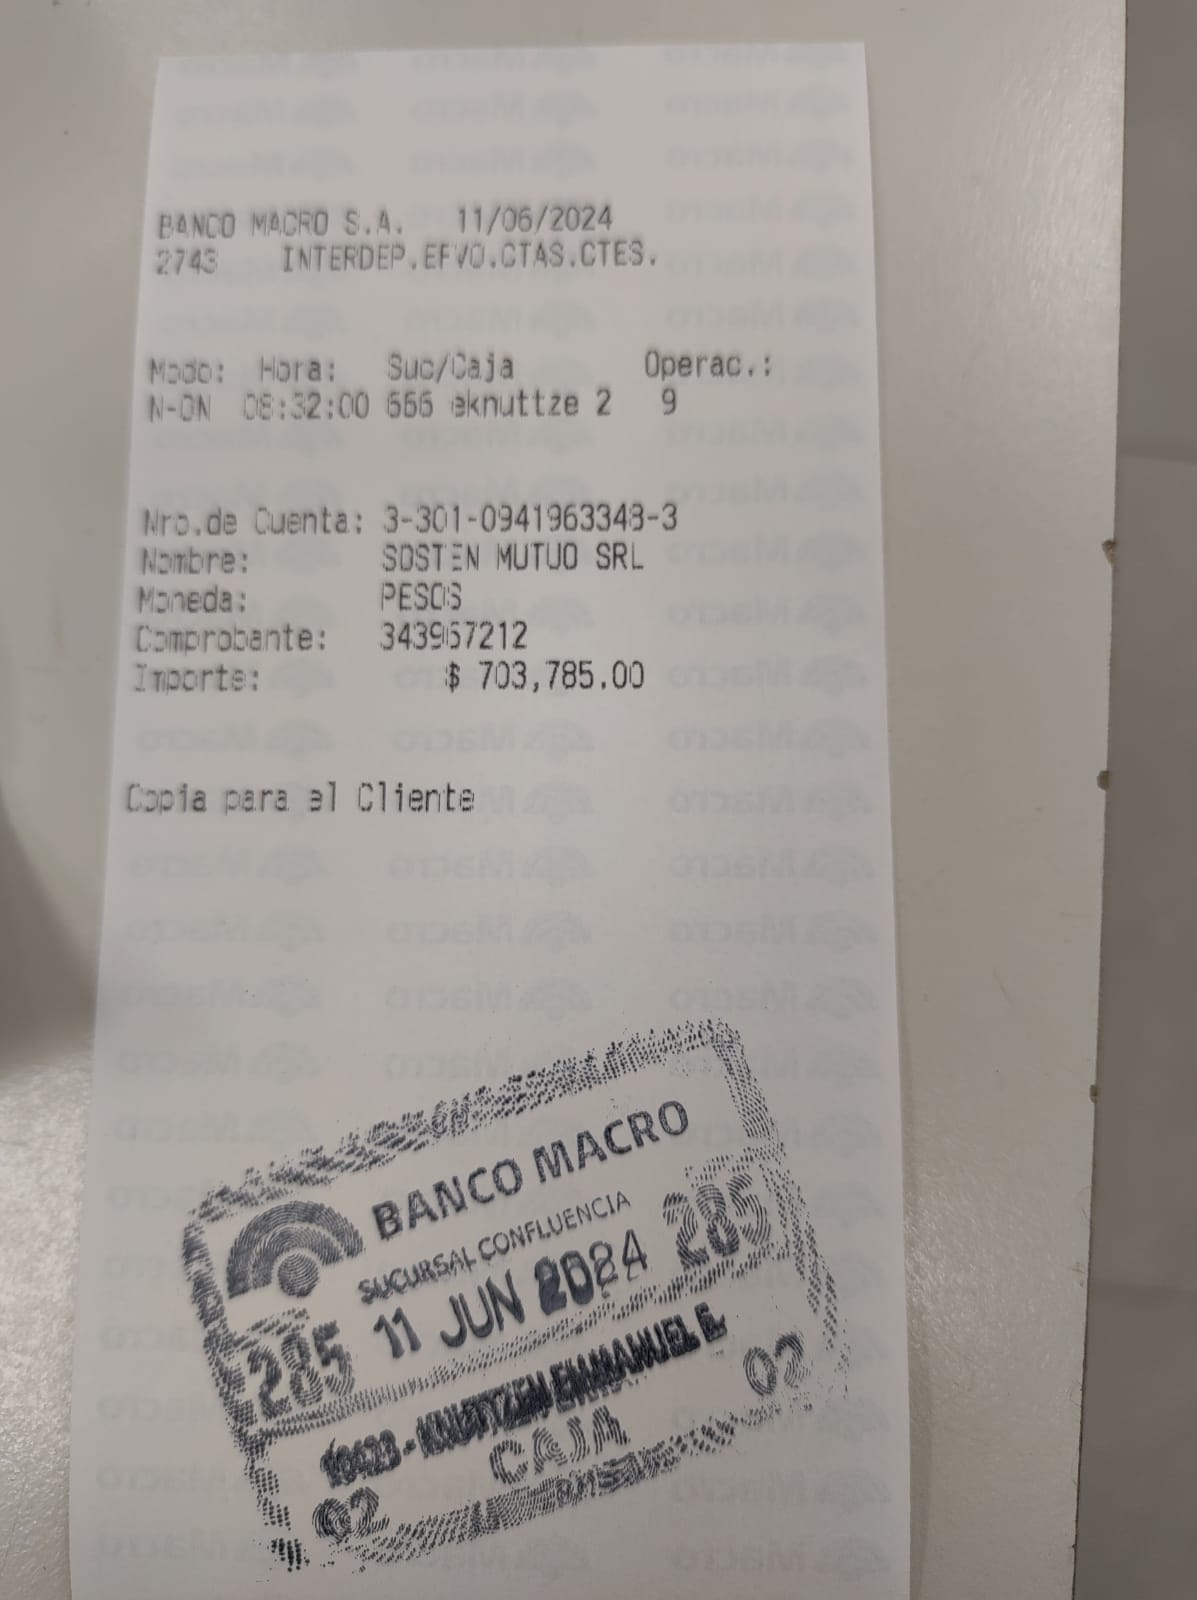 BANCO MACRO S.A. 11/06/2024
2743 INTERDEP.EFVO.CTAS.CTES.
Modo: Hora: Suc/Caja Operac.:
N-ON 08:32:00 666 eknuttze 2 9
Nro.de Cuenta: 3-301-0941963348-3
Nombre: SOSTEN MUTUO SRL
Moneda: PESOS
Comprobante: 343967212
Importe: $ 703,785.00
Copia para el Cliente
BANCO MACRO
SUCURSAL CONFLUENCIA
285 11 JUN 2024 285
EMMANUEL E.
02 CAJA 02